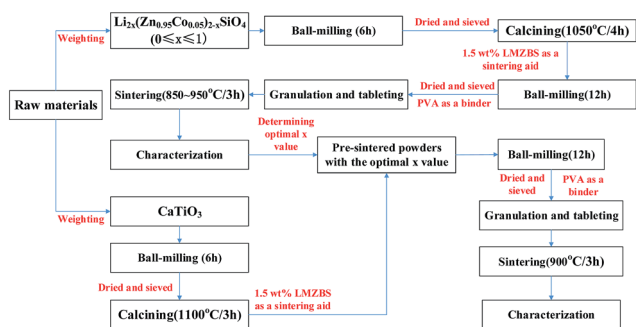 Li2x(Zn0.95Co0.05)2-xSiO4
(0≤x≤1)
Weighting
Ball-milling (6h)
Dried and sieved
Calcining(1050°C/4h)
1.5 wt% LMZBS as a
sintering aid
Raw materials
Sintering(850~950°C/3h)
Granulation and tableting
Dried and sieved
PVA as a binder
Ball-milling(12h)
Characterization
Determining
optimal x
value
Pre-sintered powders
with the optimal x value
Ball-milling(12h)
Dried and
sieved
PVA as a
binder
Weighting
CaTiO3
Granulation and tableting
Ball-milling (6h)
Sintering(900°C/3h)
Dried and sieved
Calcining(1100°C/3h)
1.5 wt% LMZBS
as a sintering aid
Characterization